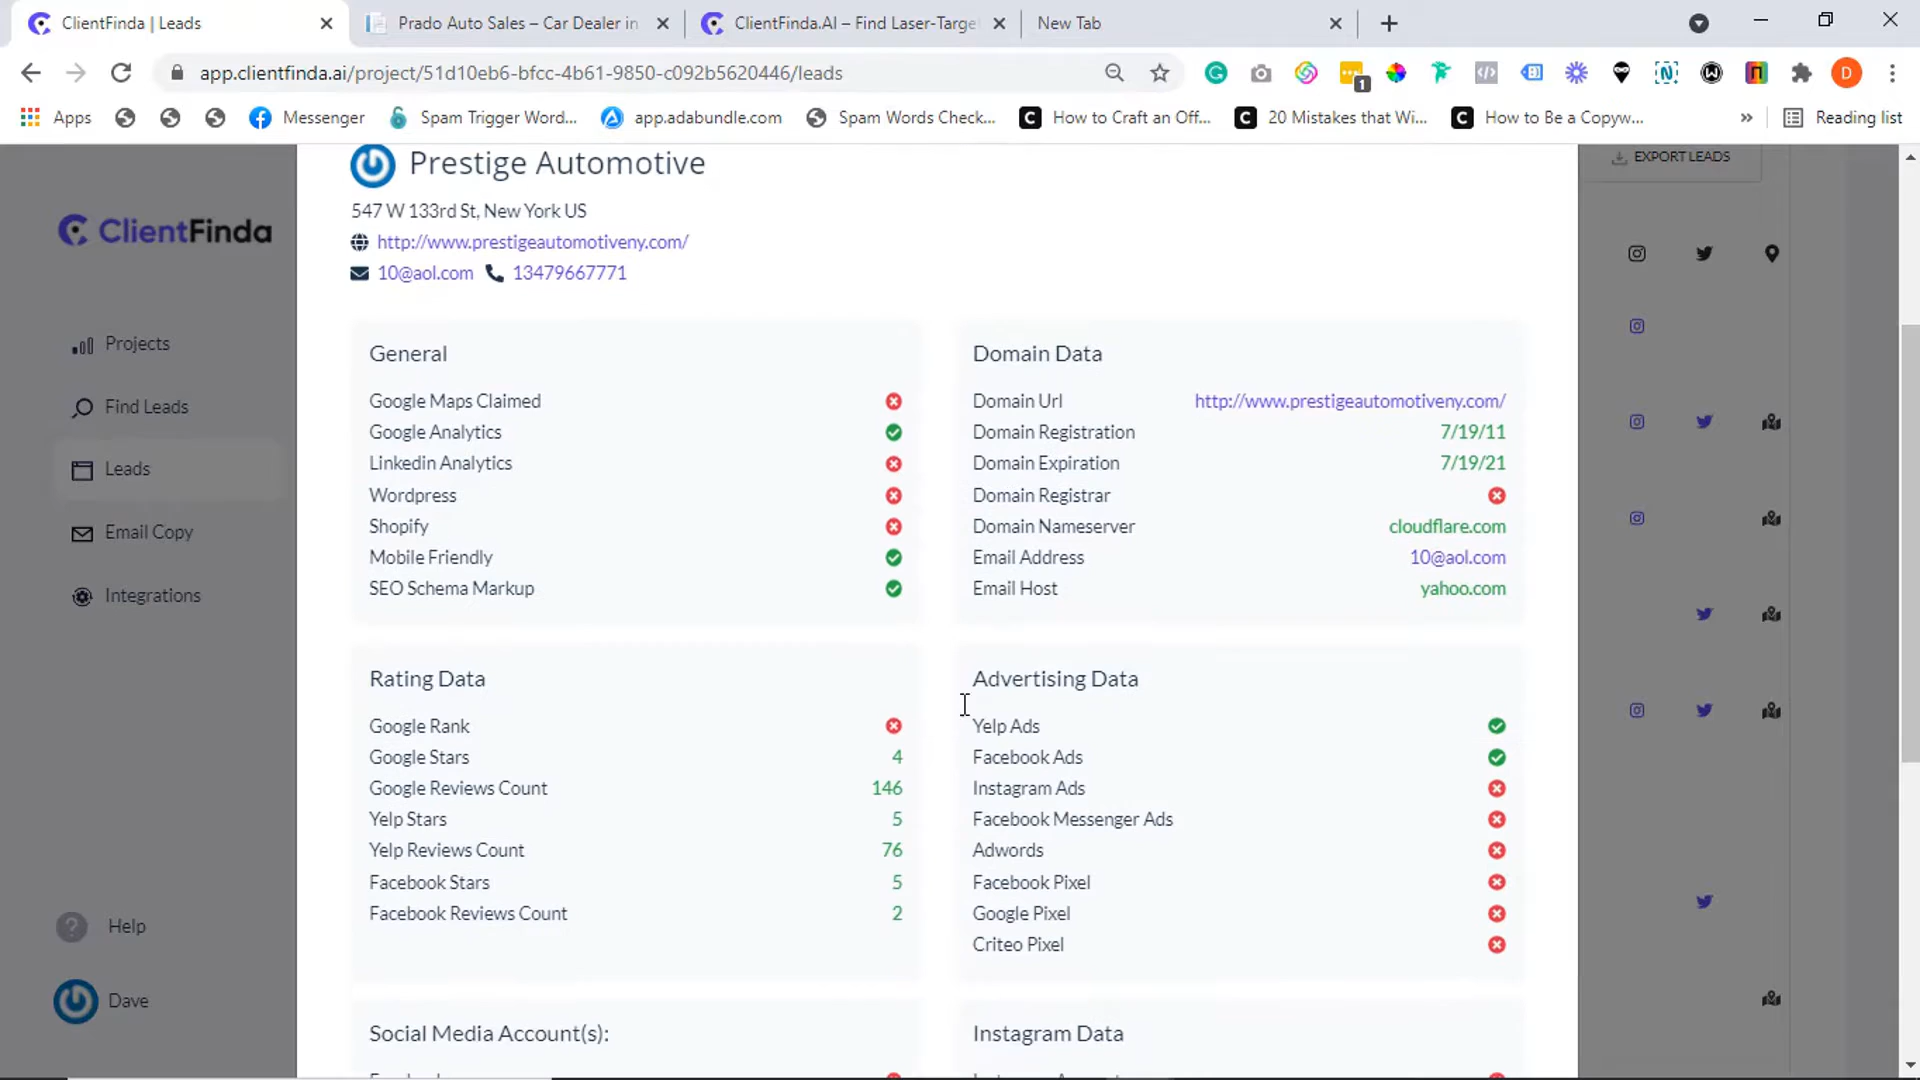 ClientFinda | Leads
Prado Auto Sales – Car Dealer in
ClientFinda.AI – Find Laser-Targe
New Tab
app.clientfinda.ai/project/51d10eb6-bfcc-4b61-9850-c092b5620446/leads
1
D
Apps
Messenger
Spam Trigger Word...
app.adabundle.com
Spam Words Check...
How to Craft an Off...
20 Mistakes that Wi...
How to Be a Copyw...
»
Reading list
EXPORT LEADS
ClientFinda
Projects
Find Leads
Leads
Email Copy
Integrations
Help
Dave
Prestige Automotive
547 W 133rd St, New York US
http://www.prestigeautomotiveny.com/
10@aol.com 13479667771
General
Google Maps Claimed
Google Analytics
Linkedin Analytics
Wordpress
Shopify
Mobile Friendly
SEO Schema Markup
Domain Data
Domain Url http://www.prestigeautomotiveny.com/
Domain Registration 7/19/11
Domain Expiration 7/19/21
Domain Registrar
Domain Nameserver cloudflare.com
Email Address 10@aol.com
Email Host yahoo.com
Rating Data
Google Rank
Google Stars 4
Google Reviews Count 146
Yelp Stars 5
Yelp Reviews Count 76
Facebook Stars 5
Facebook Reviews Count 2
Advertising Data
Yelp Ads
Facebook Ads
Instagram Ads
Facebook Messenger Ads
Adwords
Facebook Pixel
Google Pixel
Criteo Pixel
Social Media Account(s):
Instagram Data